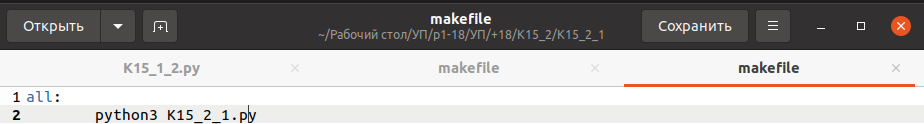 Открыть
makefile
~/Рабочий стол/УП/p1-18/УП/+18/K15_2/K15_2_1
Сохранить
K15_1_2.py
makefile
makefile
1 all:
2 python3 K15_2_1.py